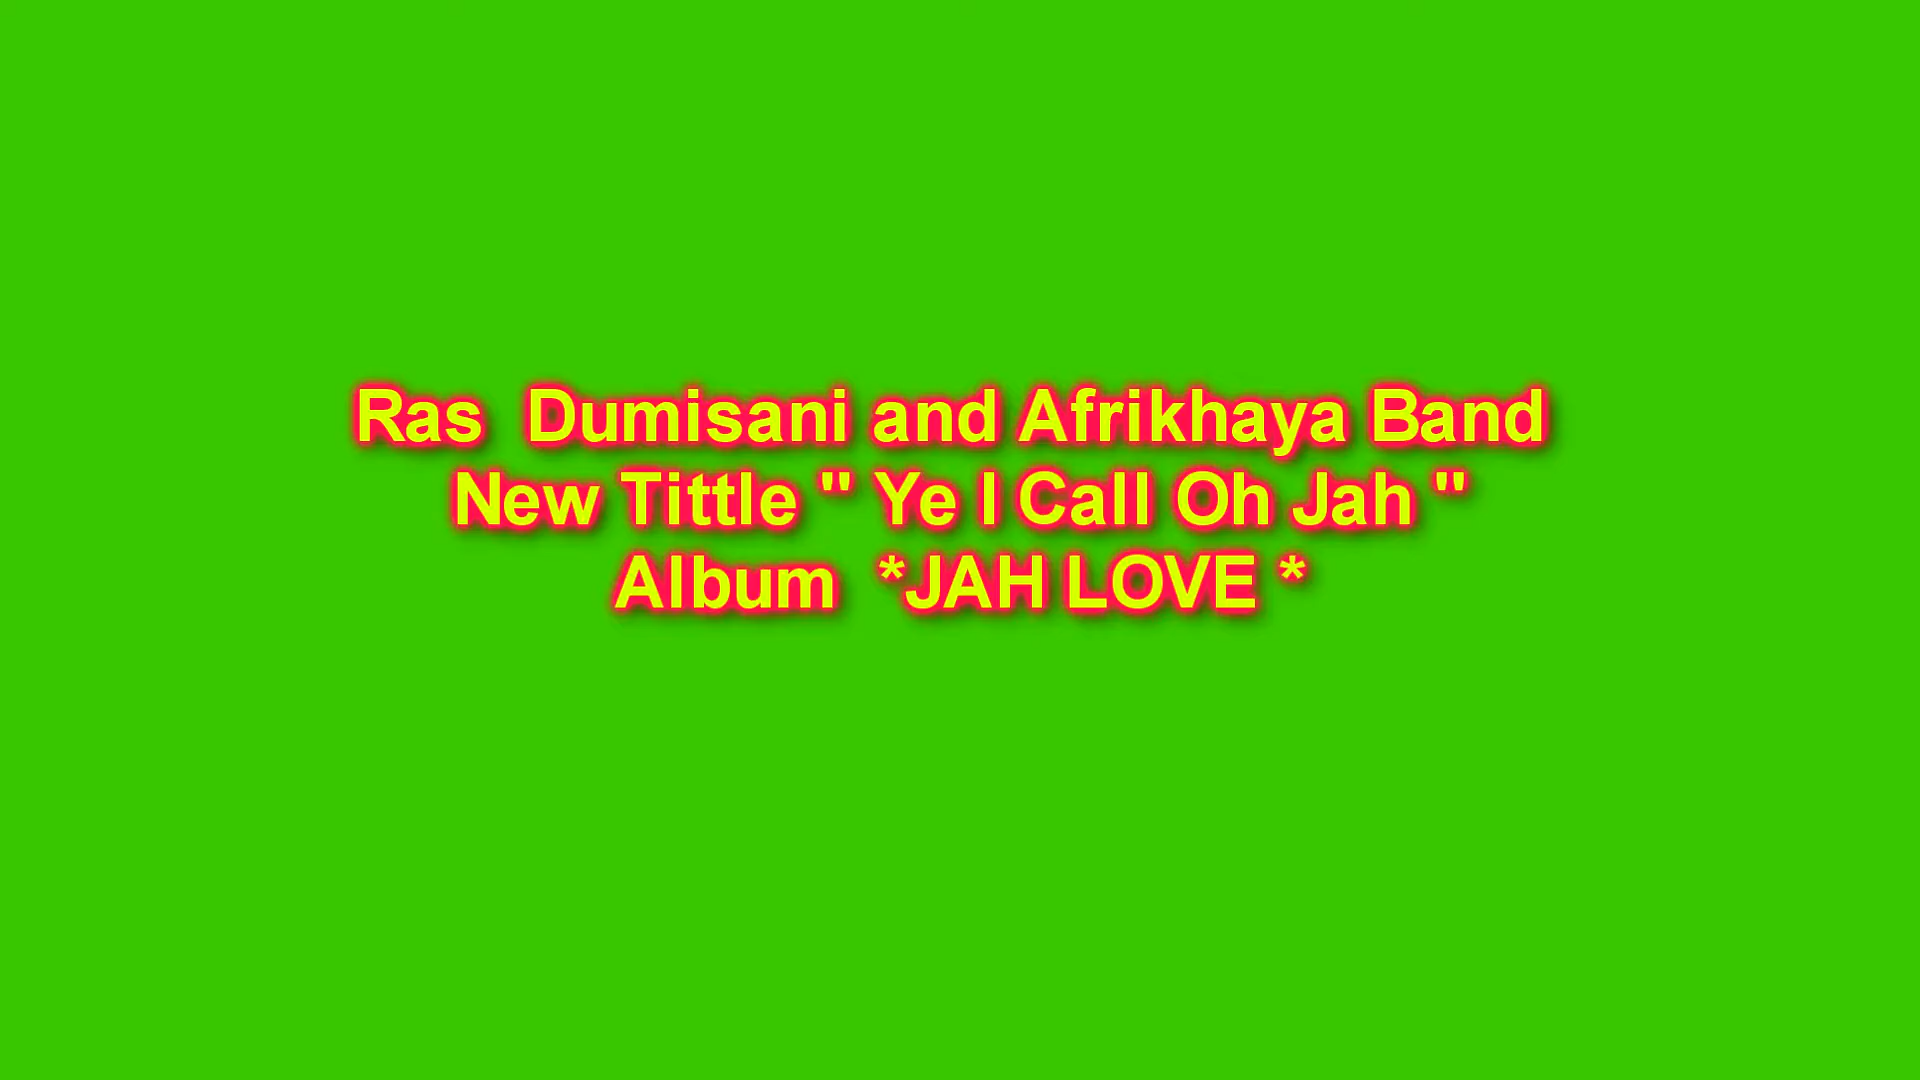 Ras  Dumisani and Afrikhaya Band
New Tittle " Ye I Call Oh Jah "
Album  *JAH LOVE *